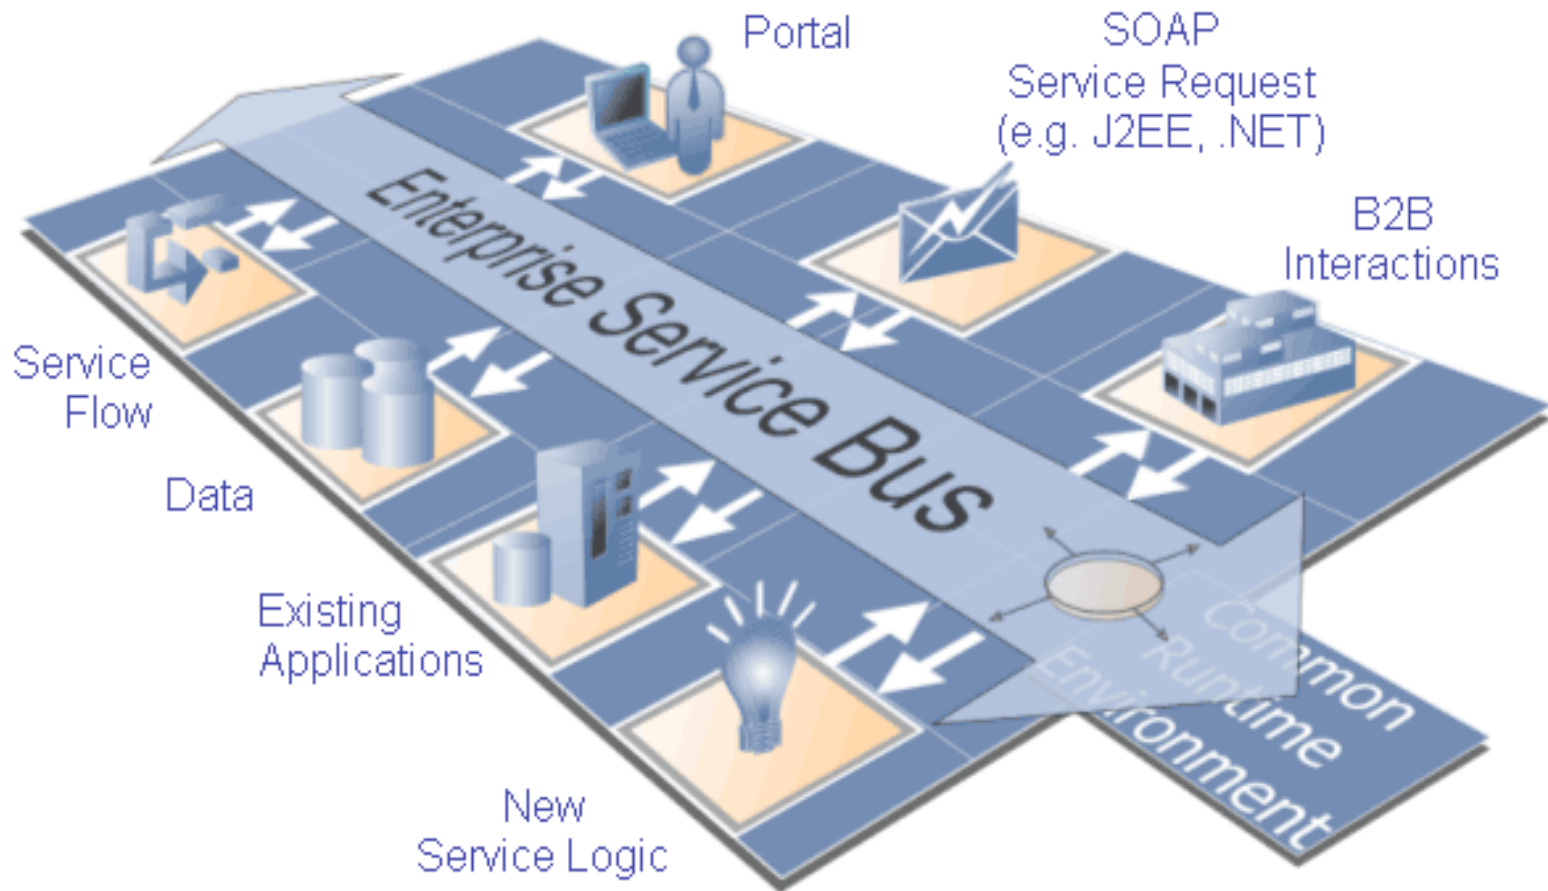 Portal
SOAP
Service Request
(e.g. J2EE, .NET)
B2B
Interactions
Enterprise Service Bus
Service
Flow
Data
Existing
Applications
New
Service Logic
Common
Runtime
Environment